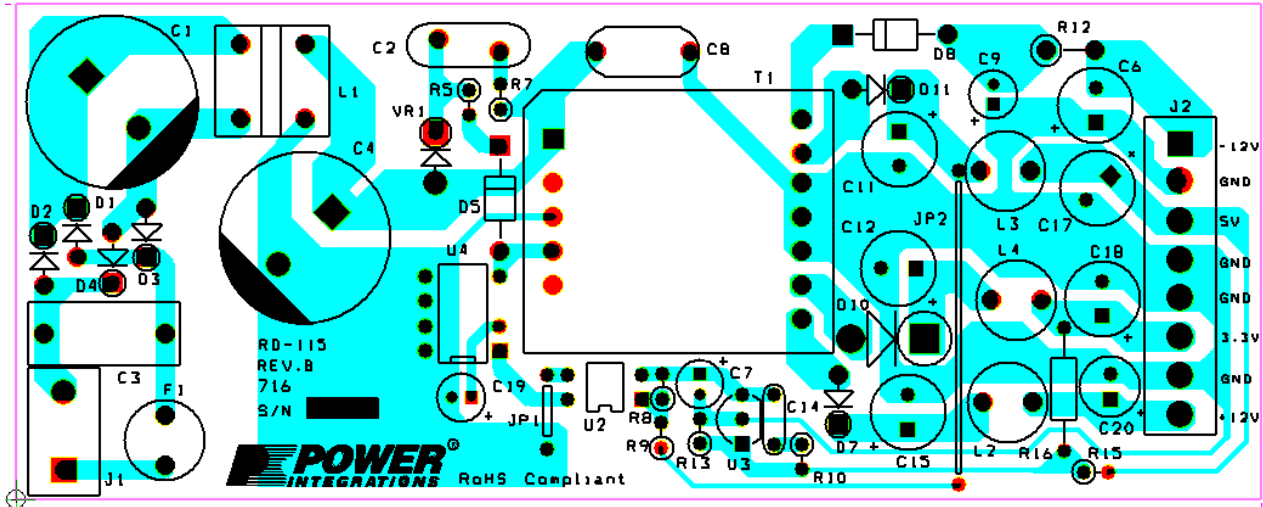 C1
L1
C2
R5
R7
VR1
C8
T1
D8
R12
C9
C6
D11
J2
-12V
GND
5V
GND
GND
3.3V
GND
+12V
C4
C11
JP2
L3
C17
D2
D1
D3
D4
D5
U4
C12
L4
C18
D10
C3
F1
J1
RD-115
REV.B
716
S/N
C19
JP1
U2
R8
R9
C7
C14
R13
U3
R10
D7
C15
L2
R16
R15
C20
POWER®
INTEGRATIONS
RoHS Compliant